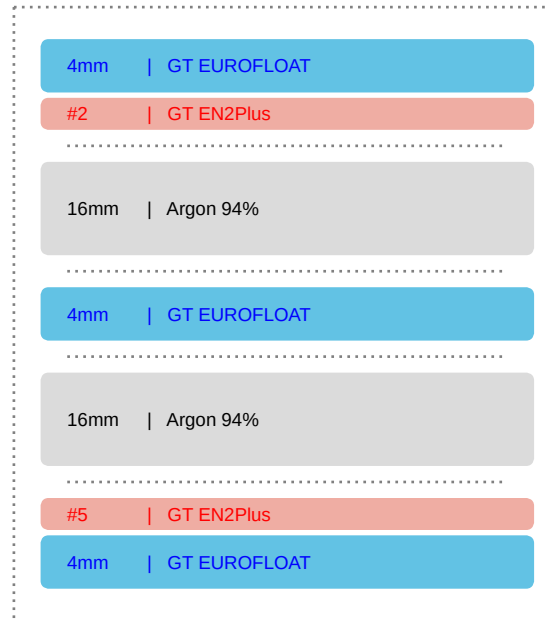 4mm | GT EUROFLOAT
#2 | GT EN2Plus
16mm | Argon 94%
4mm | GT EUROFLOAT
16mm | Argon 94%
#5 | GT EN2Plus
4mm | GT EUROFLOAT